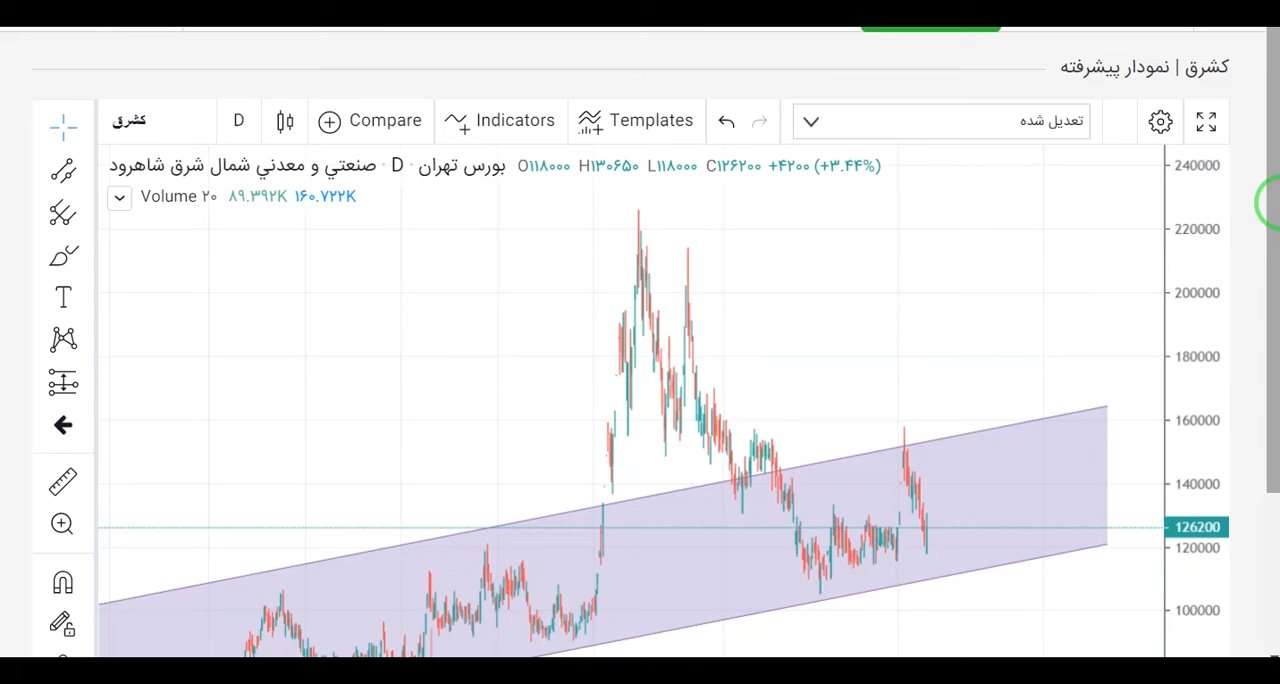 کشرق | نمودار پیشرفته
کشرق D Compare Indicators Templates تعدیل شده
صنعتي و معدني شمال شرق شاهرود · D · بورس تهران O۱۱۸۰۰۰ H۱۳۰۶۵۰ L۱۱۸۰۰۰ C۱۲۶۲۰۰ +۴۲۰۰ (+۳.۴۴%)
Volume ۲۰ ۸۹.۳۹۲K ۱۶۰.۷۲۲K
240000
220000
200000
180000
160000
140000
126200
120000
100000